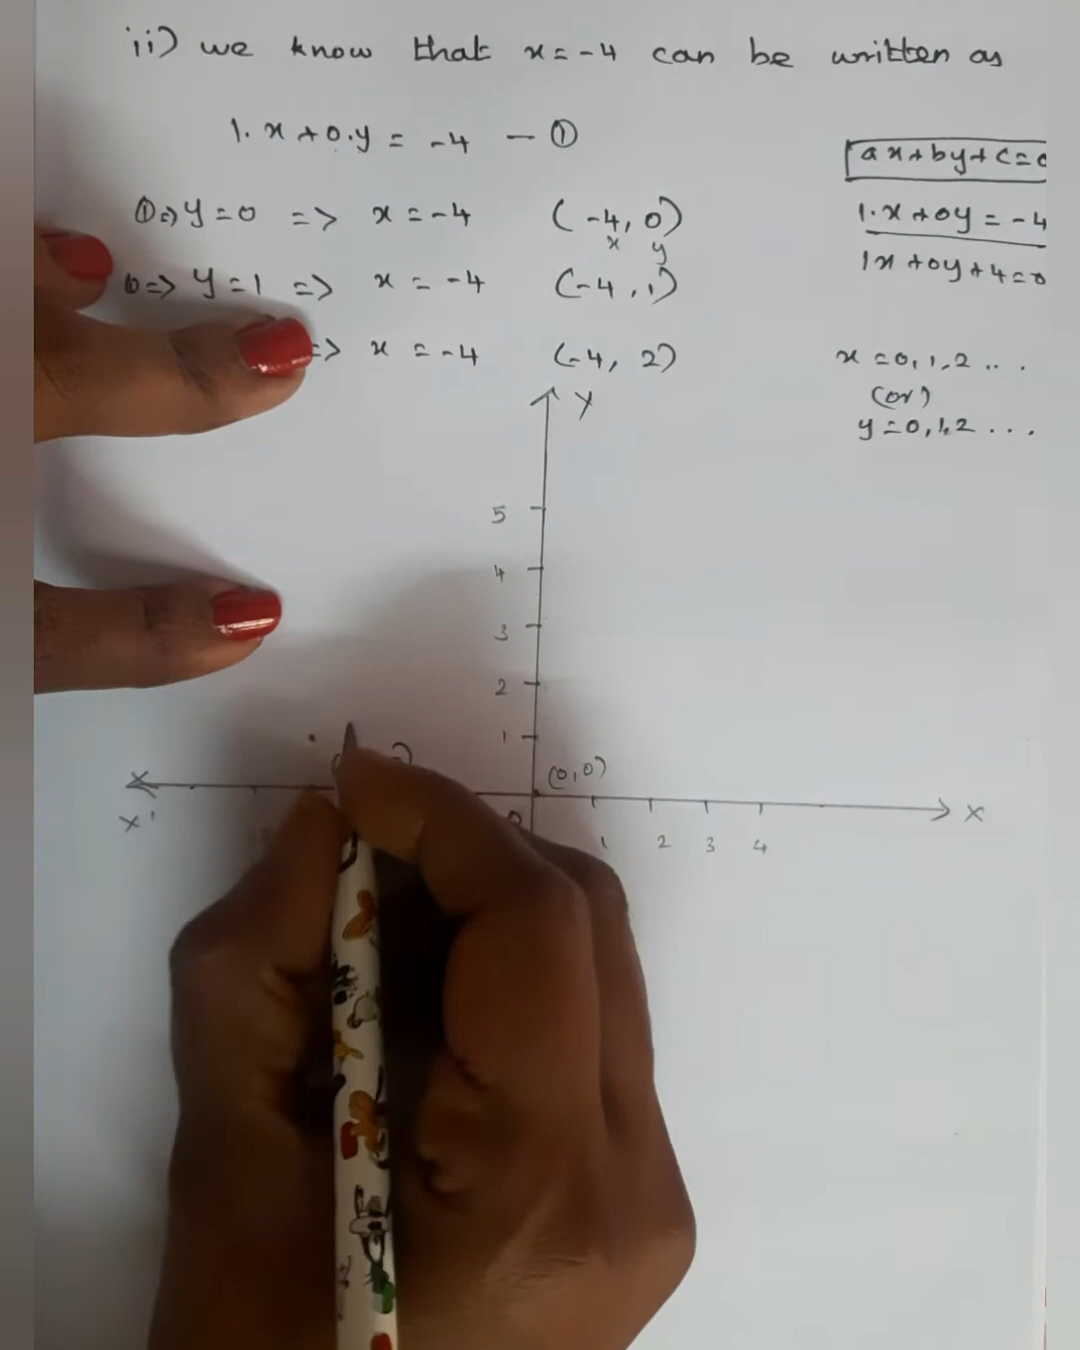 ii) we know that x = -4 can be written as
1. x + 0.y = -4 — ①
ax+by+c=
①=> y = 0 => x = -4 (-4, 0)
x y
1.x + 0y = -4
1x + 0y + 4 = 0
①=> y = 1 => x = -4 (-4, 1)
=> x = -4 (-4, 2)
x = 0, 1, 2 ...
(or)
y = 0, 1, 2 ...
Y
5
4
3
2
1
(0,0)
X' 0 X
1 2 3 4